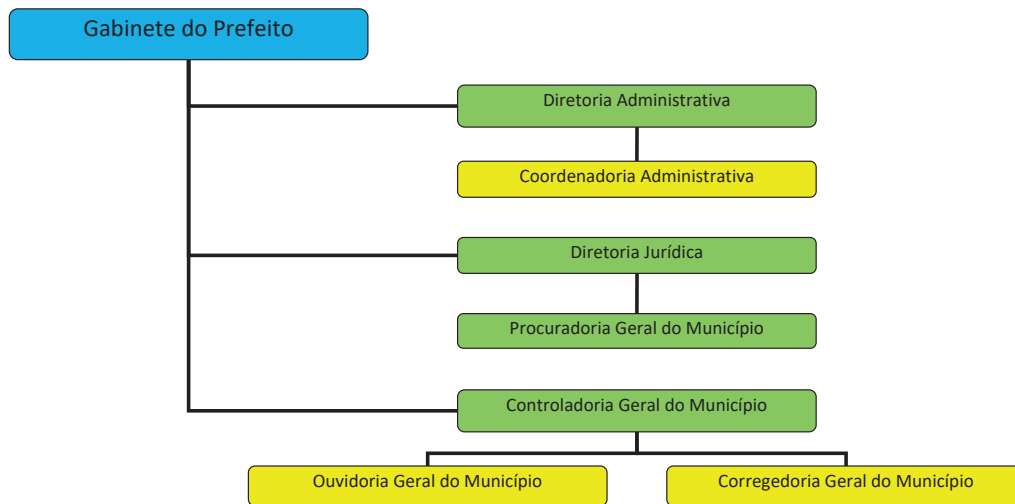 Gabinete do Prefeito
Diretoria Administrativa
Coordenadoria Administrativa
Diretoria Jurídica
Procuradoria Geral do Município
Controladoria Geral do Município
Ouvidoria Geral do Município
Corregedoria Geral do Município